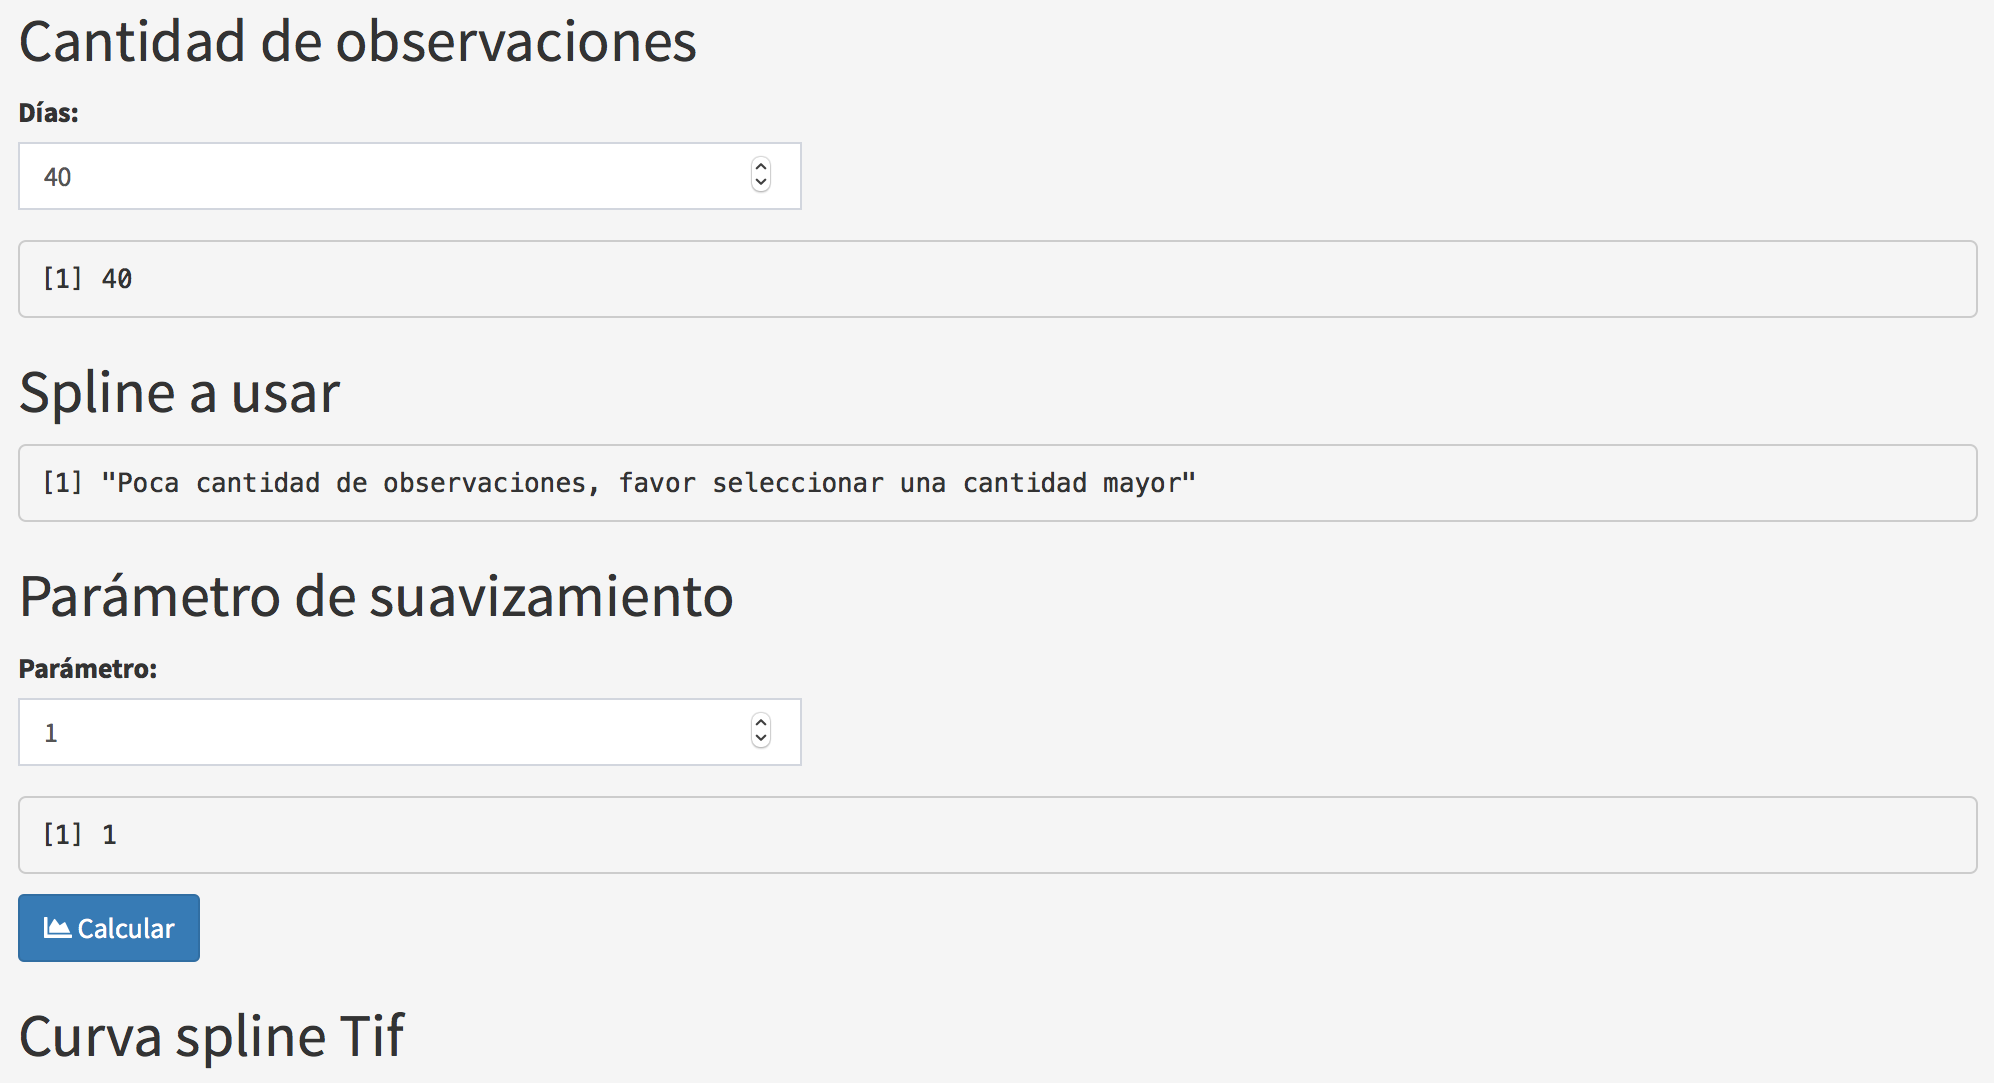 Cantidad de observaciones
Días:
40
[1] 40
Spline a usar
[1] "Poca cantidad de observaciones, favor seleccionar una cantidad mayor"
Parámetro de suavizamiento
Parámetro:
1
[1] 1
Calcular
Curva spline Tif